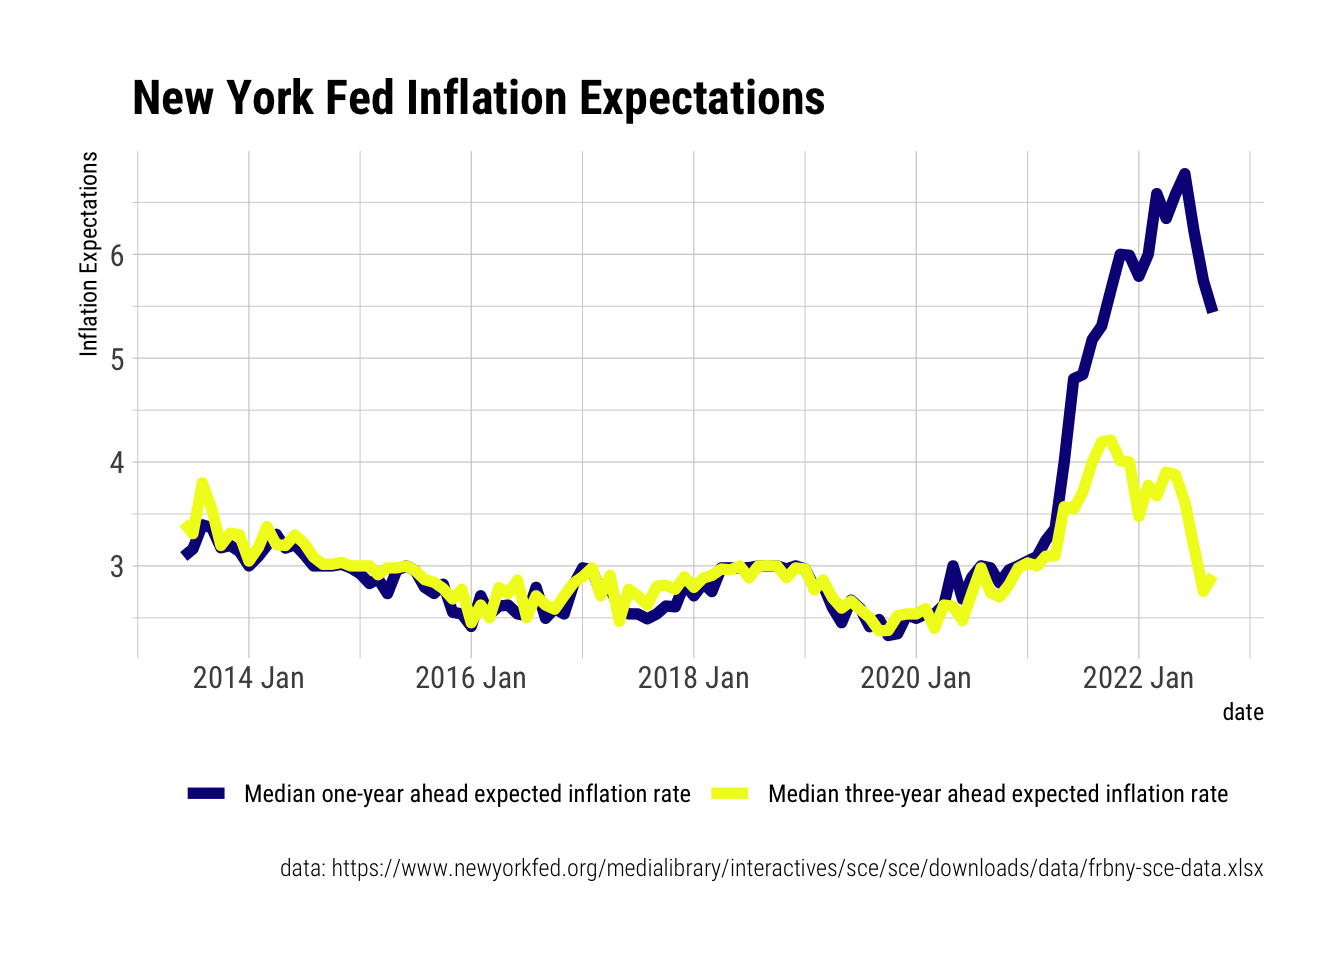 New York Fed Inflation Expectations
Inflation Expectations
6
5
4
3
2014 Jan
2016 Jan
2018 Jan
2020 Jan
2022 Jan
date
Median one-year ahead expected inflation rate
Median three-year ahead expected inflation rate
data: https://www.newyorkfed.org/medialibrary/interactives/sce/sce/downloads/data/frbny-sce-data.xlsx